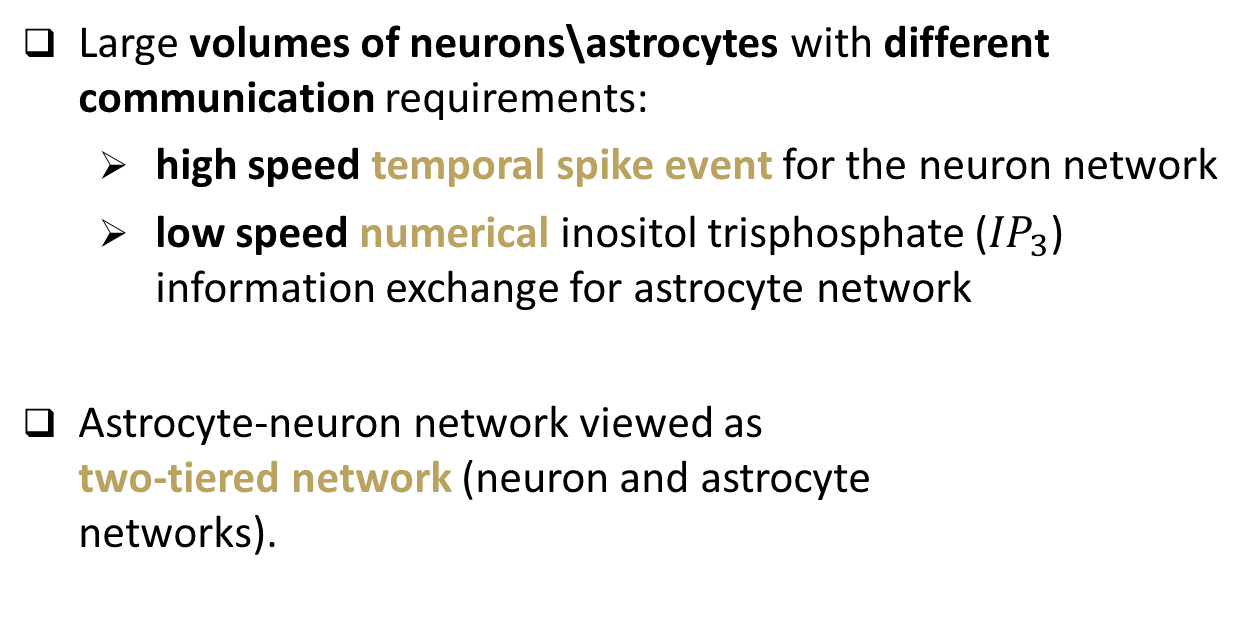 ❑ Large volumes of neurons\astrocytes with different
communication requirements:
➢ high speed temporal spike event for the neuron network
➢ low speed numerical inositol trisphosphate (IP₃)
information exchange for astrocyte network
❑ Astrocyte-neuron network viewed as
two-tiered network (neuron and astrocyte
networks).